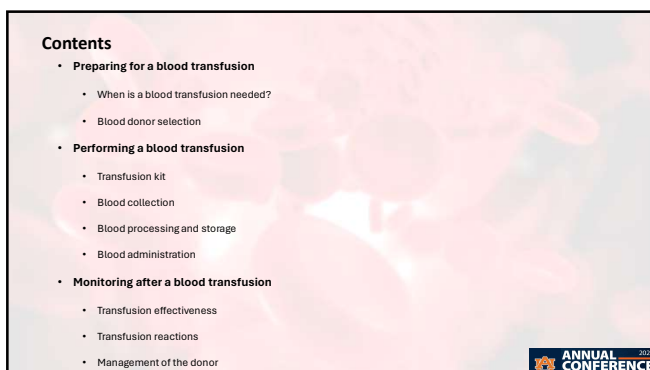 Contents
• Preparing for a blood transfusion
• When is a blood transfusion needed?
• Blood donor selection
• Performing a blood transfusion
• Transfusion kit
• Blood collection
• Blood processing and storage
• Blood administration
• Monitoring after a blood transfusion
• Transfusion effectiveness
• Transfusion reactions
• Management of the donor
ANNUAL
CONFERENCE